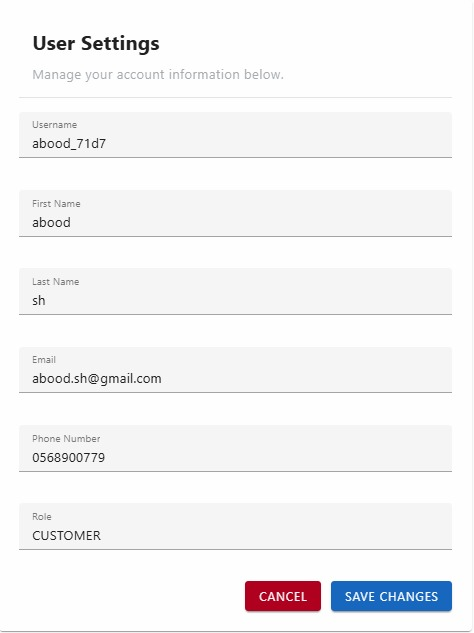 User Settings
Manage your account information below.
Username
abood_71d7
First Name
abood
Last Name
sh
Email
abood.sh@gmail.com
Phone Number
0568900779
Role
CUSTOMER
CANCEL
SAVE CHANGES